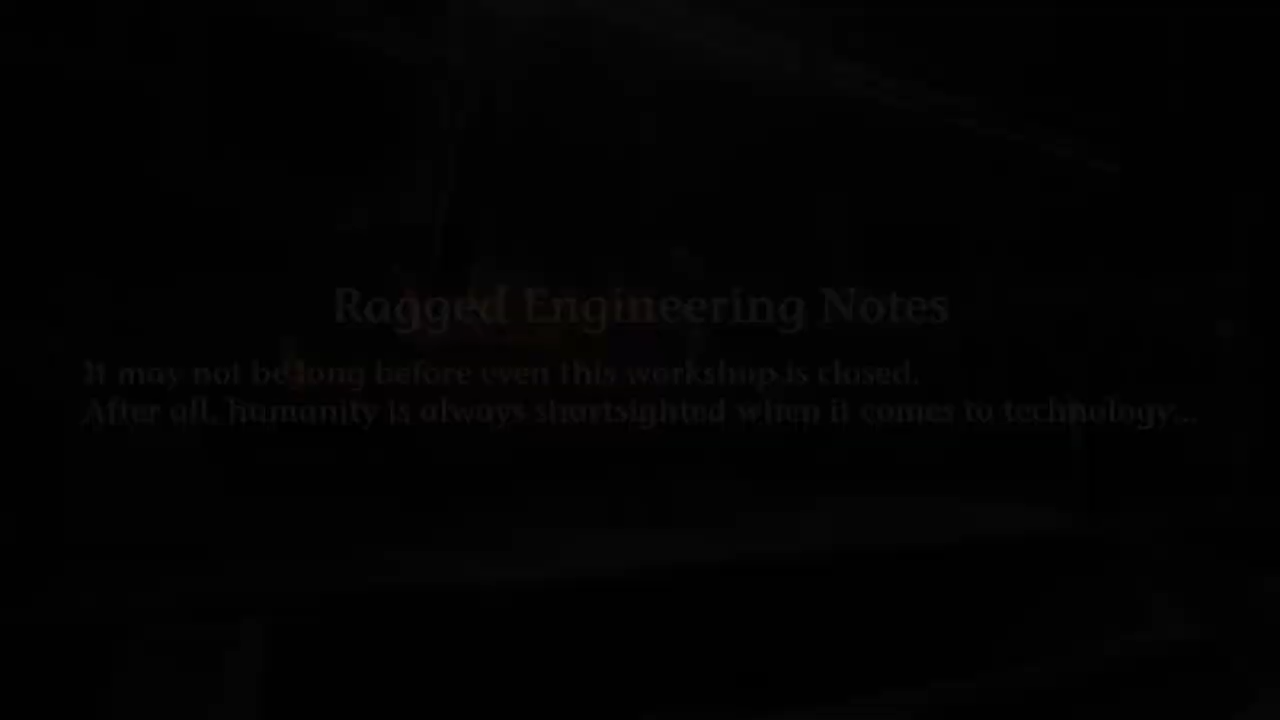 Ragged Engineering Notes
It may not be long before even this workshop is closed.
After all, humanity is always shortsighted when it comes to technology...